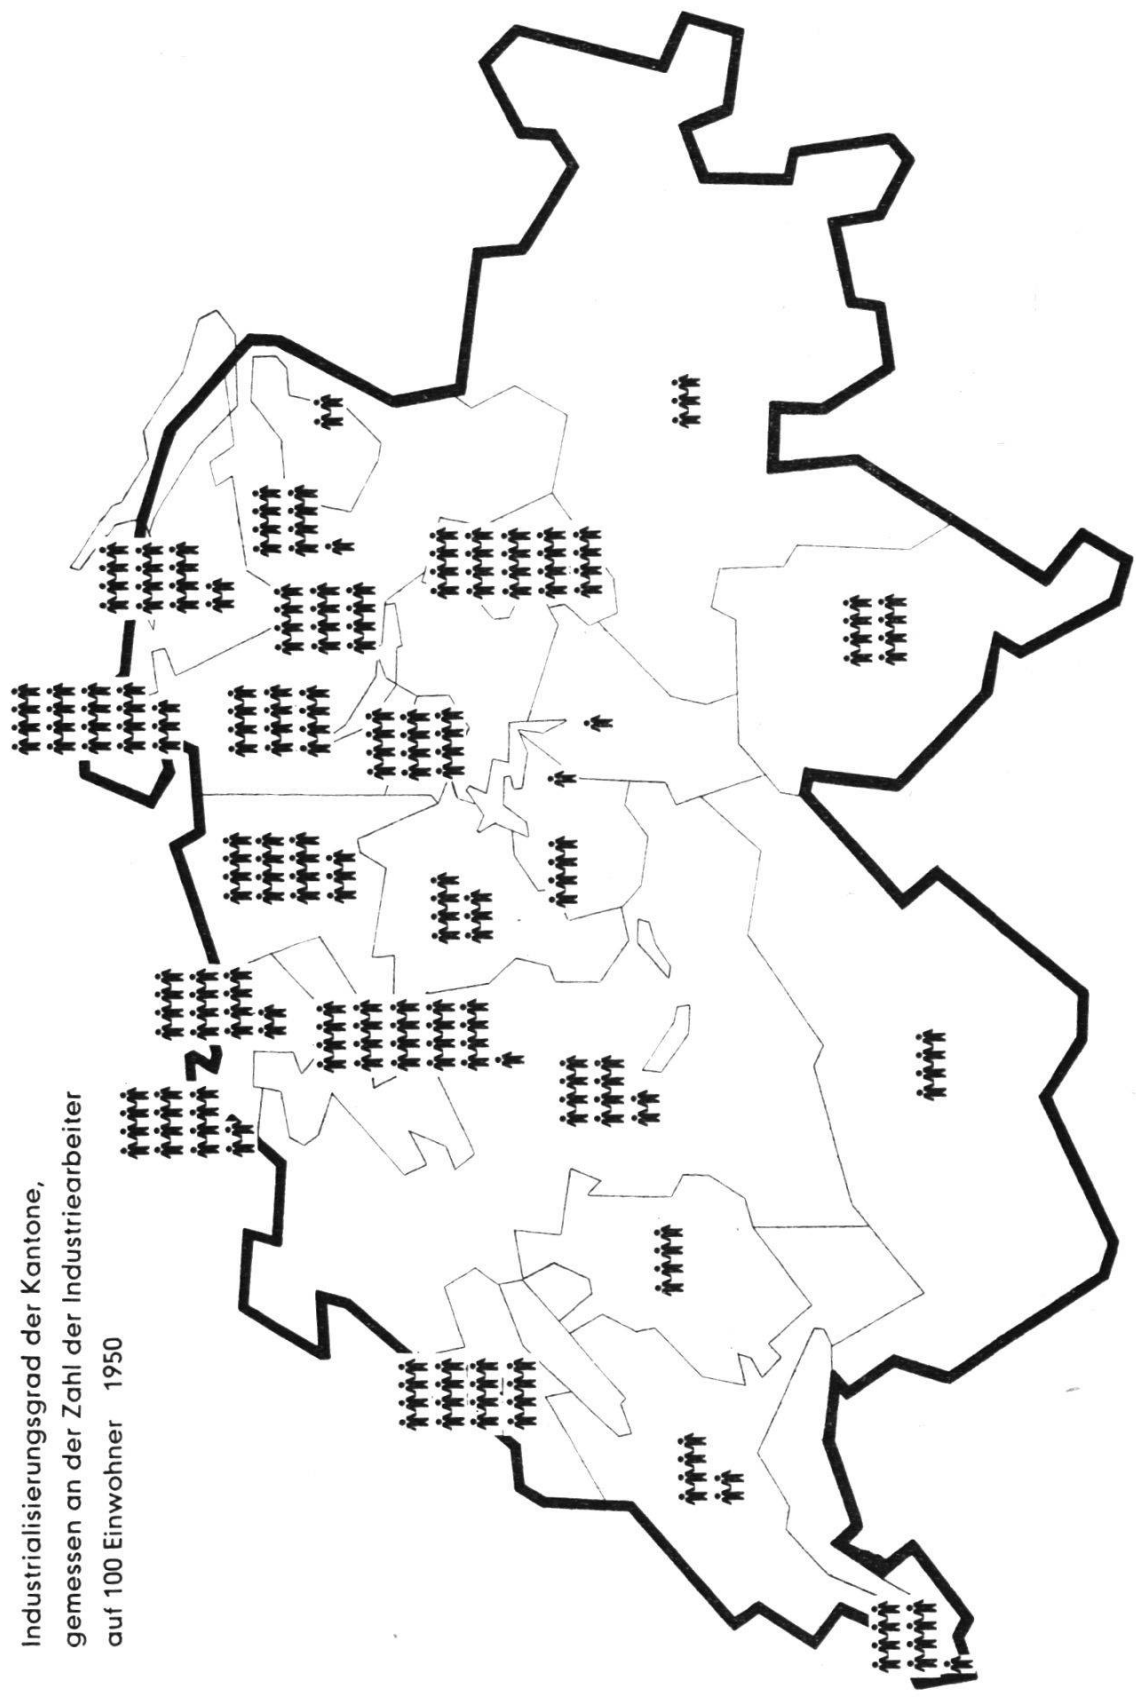 Industrialisierungsgrad der Kantone,
gemessen an der Zahl der Industriearbeiter
auf 100 Einwohner 1950